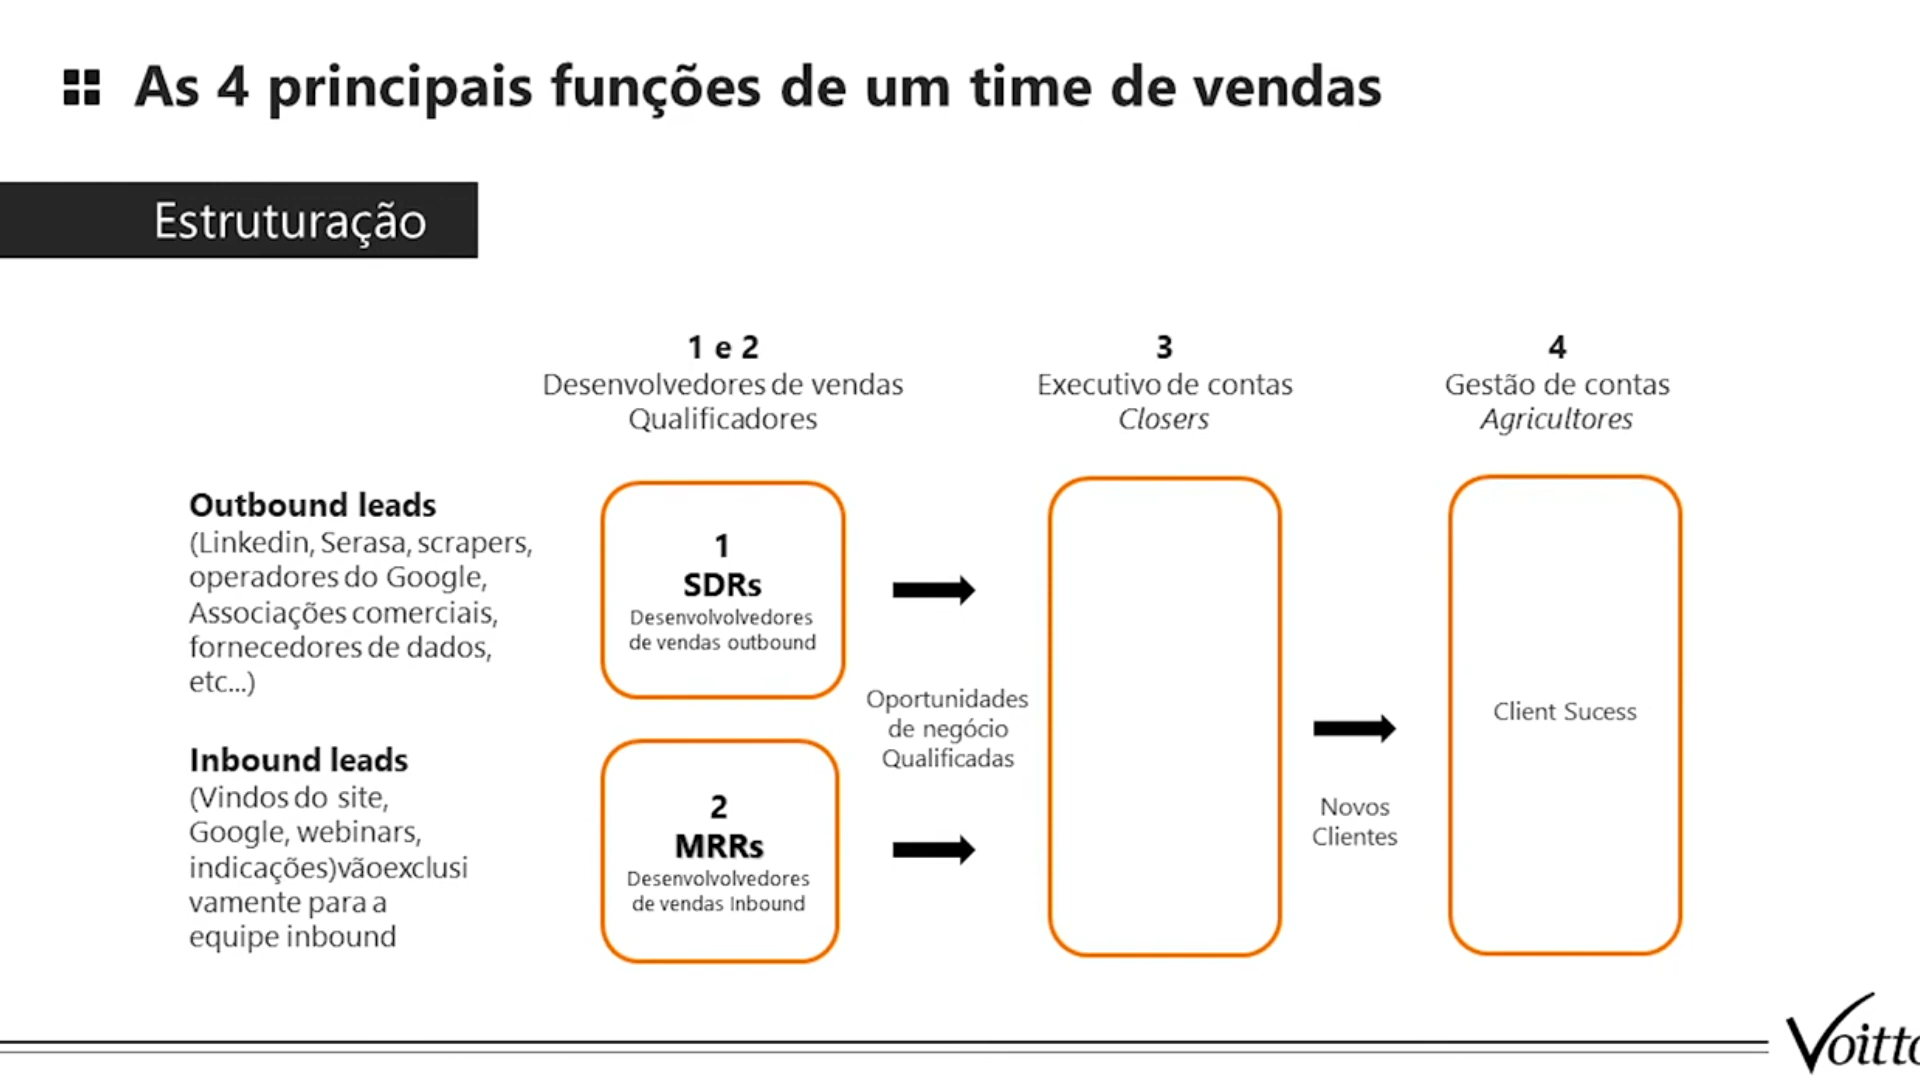 As 4 principais funções de um time de vendas
Estruturação
1 e 2
Desenvolvedores de vendas
Qualificadores
3
Executivo de contas
Closers
4
Gestão de contas
Agricultores
Outbound leads
(Linkedin, Serasa, scrapers,
operadores do Google,
Associações comerciais,
fornecedores de dados,
etc...)
1
SDRs
Desenvolvolvedores
de vendas outbound
Oportunidades
de negócio
Qualificadas
Inbound leads
(Vindos do site,
Google, webinars,
indicações)vãoexclusi
vamente para a
equipe inbound
2
MRRs
Desenvolvolvedores
de vendas Inbound
Novos
Clientes
Client Sucess
Voitto